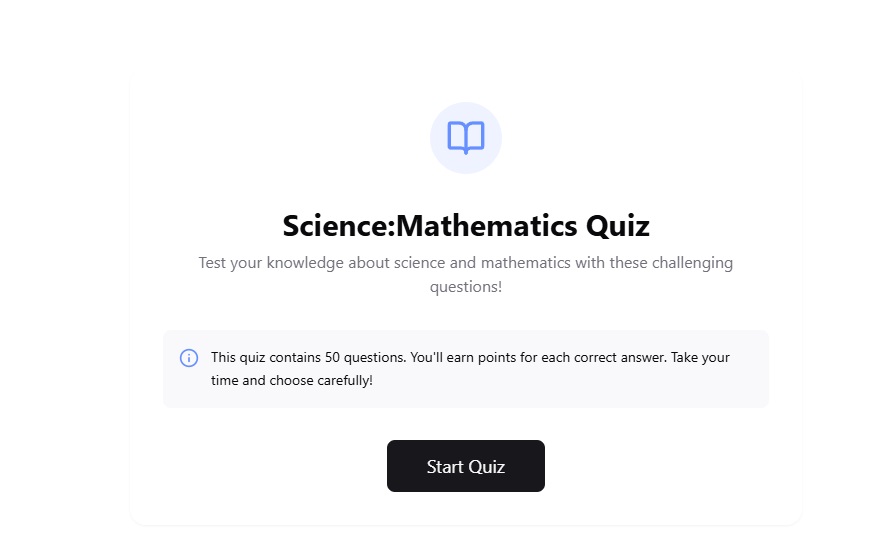 Science:Mathematics Quiz
Test your knowledge about science and mathematics with these challenging
questions!
This quiz contains 50 questions. You'll earn points for each correct answer. Take your
time and choose carefully!
Start Quiz